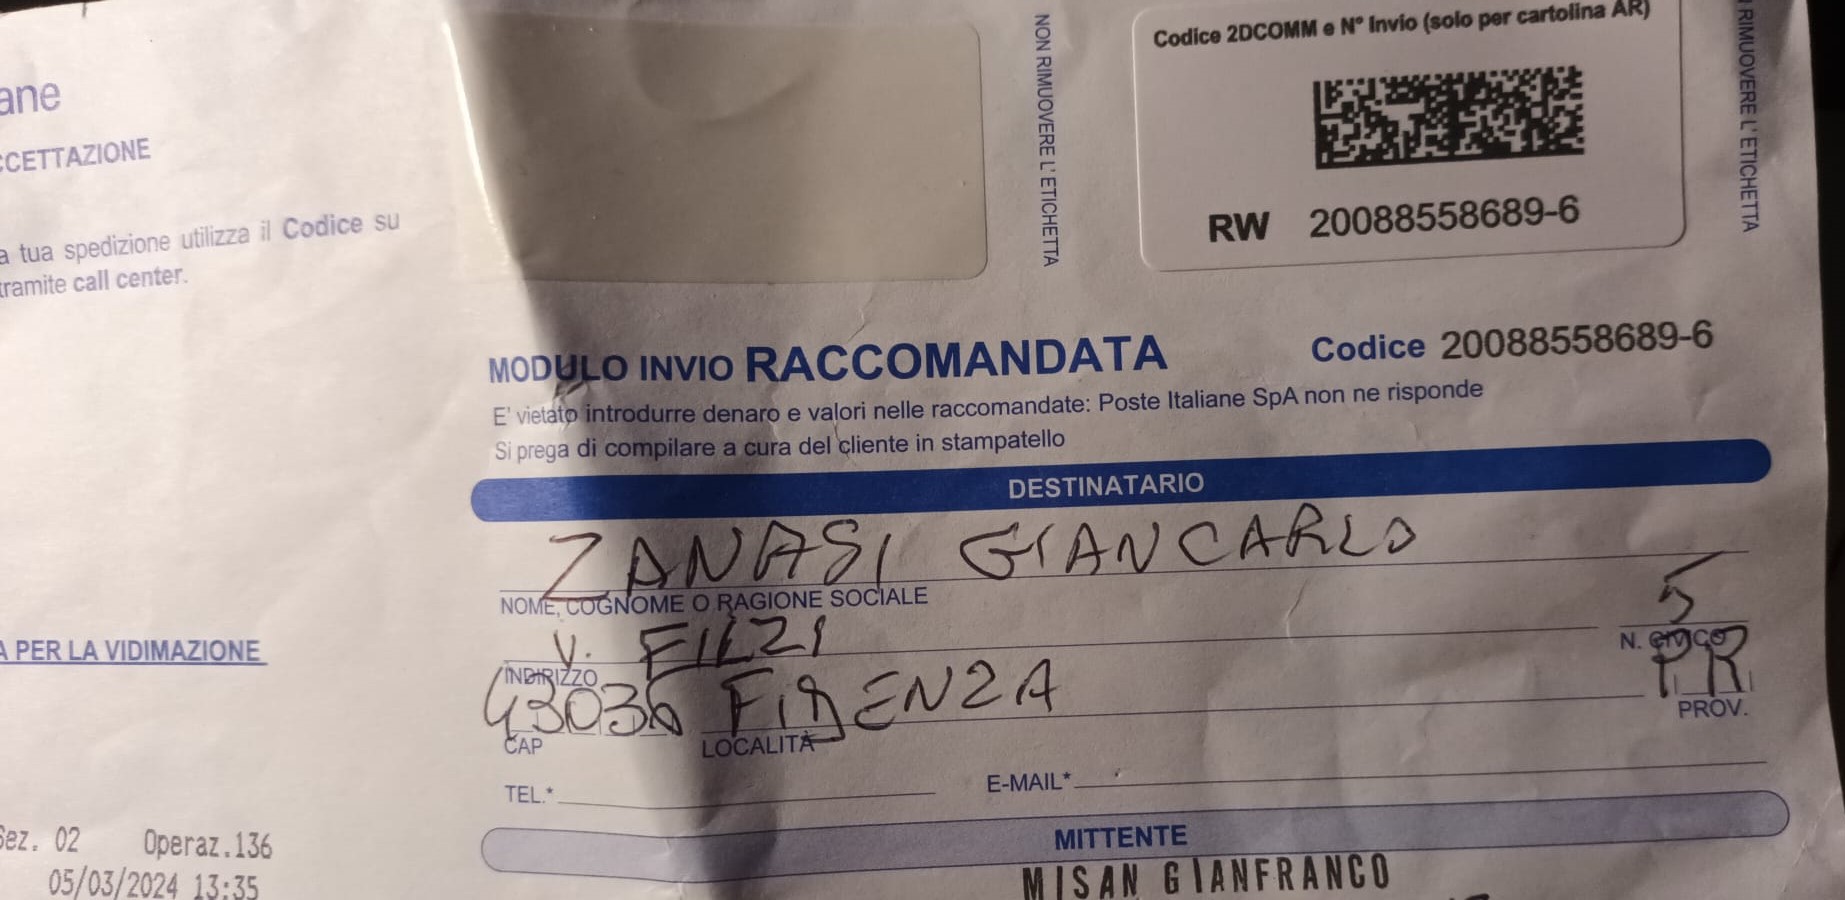 ane
CCETTAZIONE
a tua spedizione utilizza il Codice su
tramite call center.
A PER LA VIDIMAZIONE
Sez. 02 Operaz.136
05/03/2024 13:35
NON RIMUOVERE L' ETICHETTA
Codice 2DCOMM e N° Invio (solo per cartolina AR)
RW 20088558689-6
RIMUOVERE L' ETICHETTA
MODULO INVIO RACCOMANDATA Codice 20088558689-6
E' vietato introdurre denaro e valori nelle raccomandate: Poste Italiane SpA non ne risponde
Si prega di compilare a cura del cliente in stampatello
DESTINATARIO
ZANASI GIANCARLO
NOME, COGNOME O RAGIONE SOCIALE
V. FILZI 5
INDIRIZZO N. CIVICO
43036 FIDENZA PR
CAP LOCALITÀ PROV.
TEL.* E-MAIL*
MITTENTE
MISAN GIANFRANCO